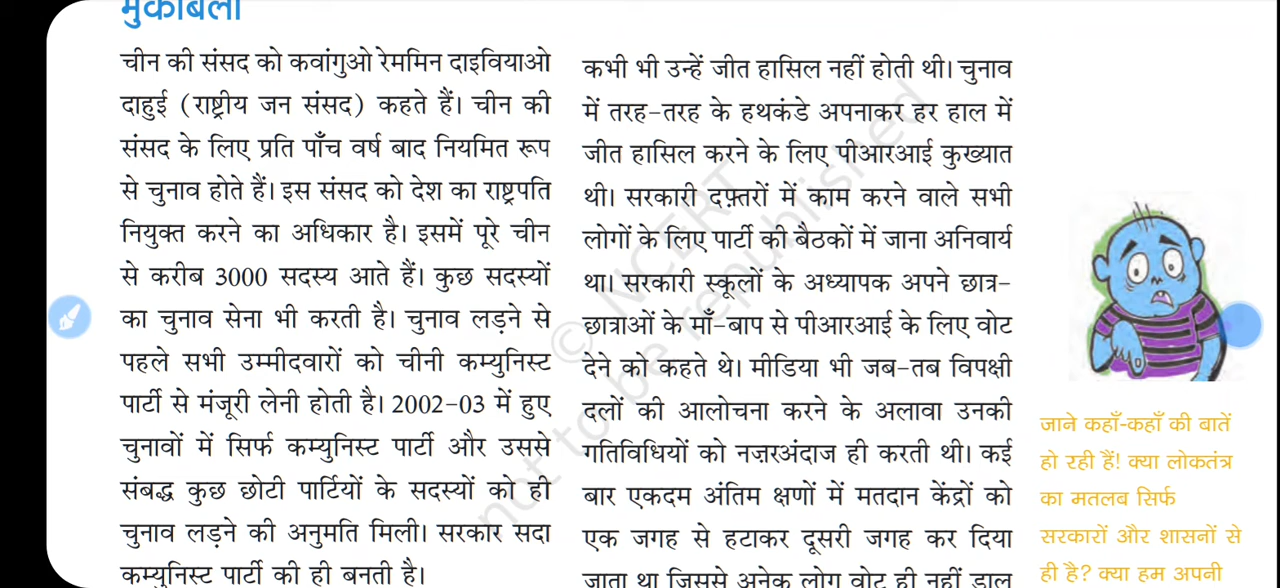 मुकाबला
चीन की संसद को कवांगुओ रेममिन दाइवियाओ
दाहुई (राष्ट्रीय जन संसद) कहते हैं। चीन की
संसद के लिए प्रति पाँच वर्ष बाद नियमित रूप
से चुनाव होते हैं। इस संसद को देश का राष्ट्रपति
नियुक्त करने का अधिकार है। इसमें पूरे चीन
से करीब 3000 सदस्य आते हैं। कुछ सदस्यों
का चुनाव सेना भी करती है। चुनाव लड़ने से
पहले सभी उम्मीदवारों को चीनी कम्युनिस्ट
पार्टी से मंजूरी लेनी होती है। 2002-03 में हुए
चुनावों में सिर्फ कम्युनिस्ट पार्टी और उससे
संबद्ध कुछ छोटी पार्टियों के सदस्यों को ही
चुनाव लड़ने की अनुमति मिली। सरकार सदा
कम्युनिस्ट पार्टी की ही बनती है।
कभी भी उन्हें जीत हासिल नहीं होती थी। चुनाव
में तरह-तरह के हथकंडे अपनाकर हर हाल में
जीत हासिल करने के लिए पीआरआई कुख्यात
थी। सरकारी दफ़्तरों में काम करने वाले सभी
लोगों के लिए पार्टी की बैठकों में जाना अनिवार्य
था। सरकारी स्कूलों के अध्यापक अपने छात्र-
छात्राओं के माँ-बाप से पीआरआई के लिए वोट
देने को कहते थे। मीडिया भी जब-तब विपक्षी
दलों की आलोचना करने के अलावा उनकी
गतिविधियों को नज़रअंदाज ही करती थी। कई
बार एकदम अंतिम क्षणों में मतदान केंद्रों को
एक जगह से हटाकर दूसरी जगह कर दिया
जाता था जिससे अनेक लोग वोट ही नहीं डाल
जाने कहाँ-कहाँ की बातें
हो रही हैं! क्या लोकतंत्र
का मतलब सिर्फ
सरकारों और शासनों से
ही है? क्या हम अपनी
© NCERT
not to be republished